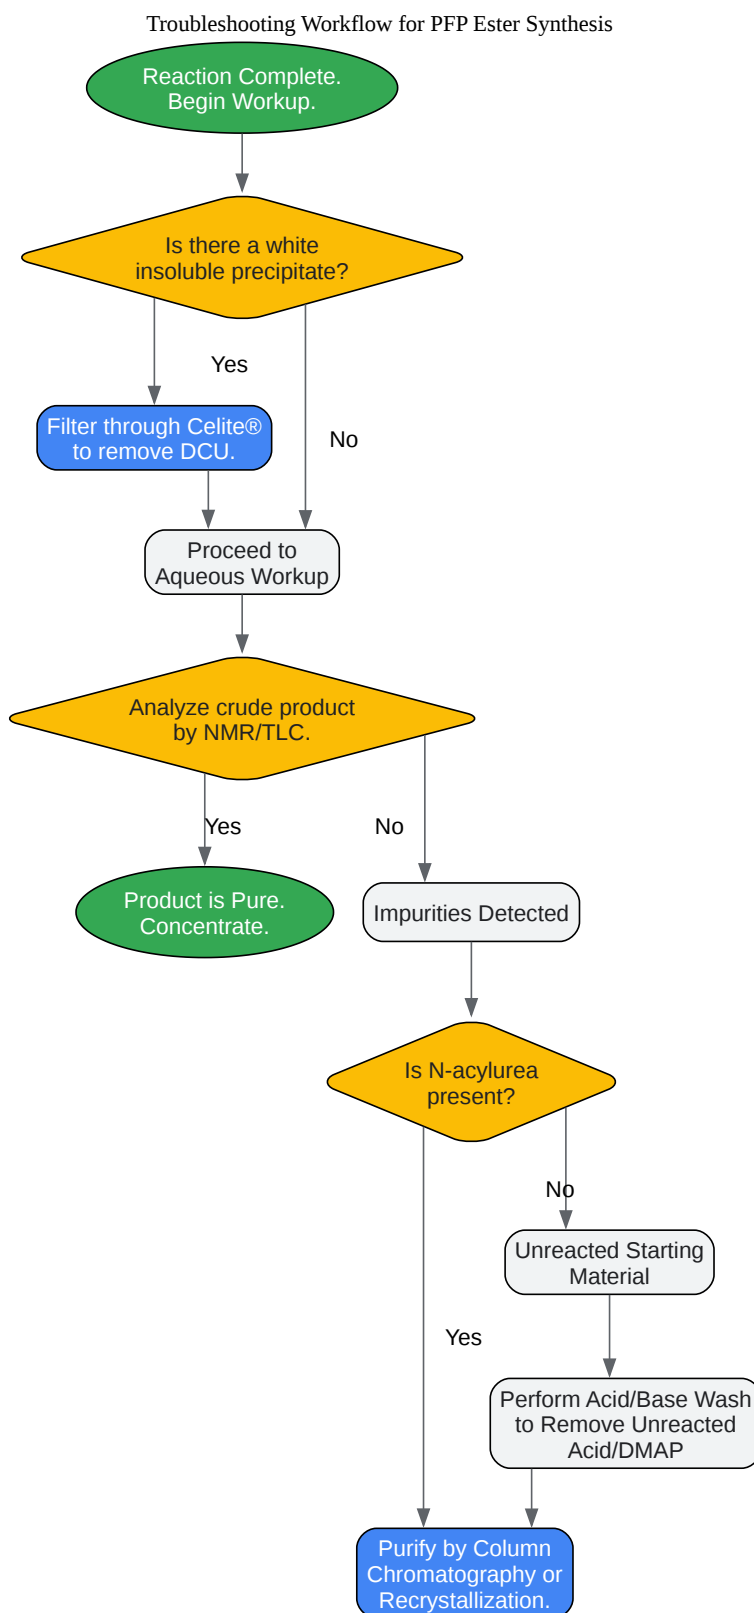 Troubleshooting Workflow for PFP Ester Synthesis
Reaction Complete.
Begin Workup.
Is there a white
insoluble precipitate?
Yes
Filter through Celite®
to remove DCU.
No
Proceed to
Aqueous Workup
Analyze crude product
by NMR/TLC.
Yes
No
Product is Pure.
Concentrate.
Impurities Detected
Is N-acylurea
present?
No
Unreacted Starting
Material
Yes
Perform Acid/Base Wash
to Remove Unreacted
Acid/DMAP
Purify by Column
Chromatography or
Recrystallization.